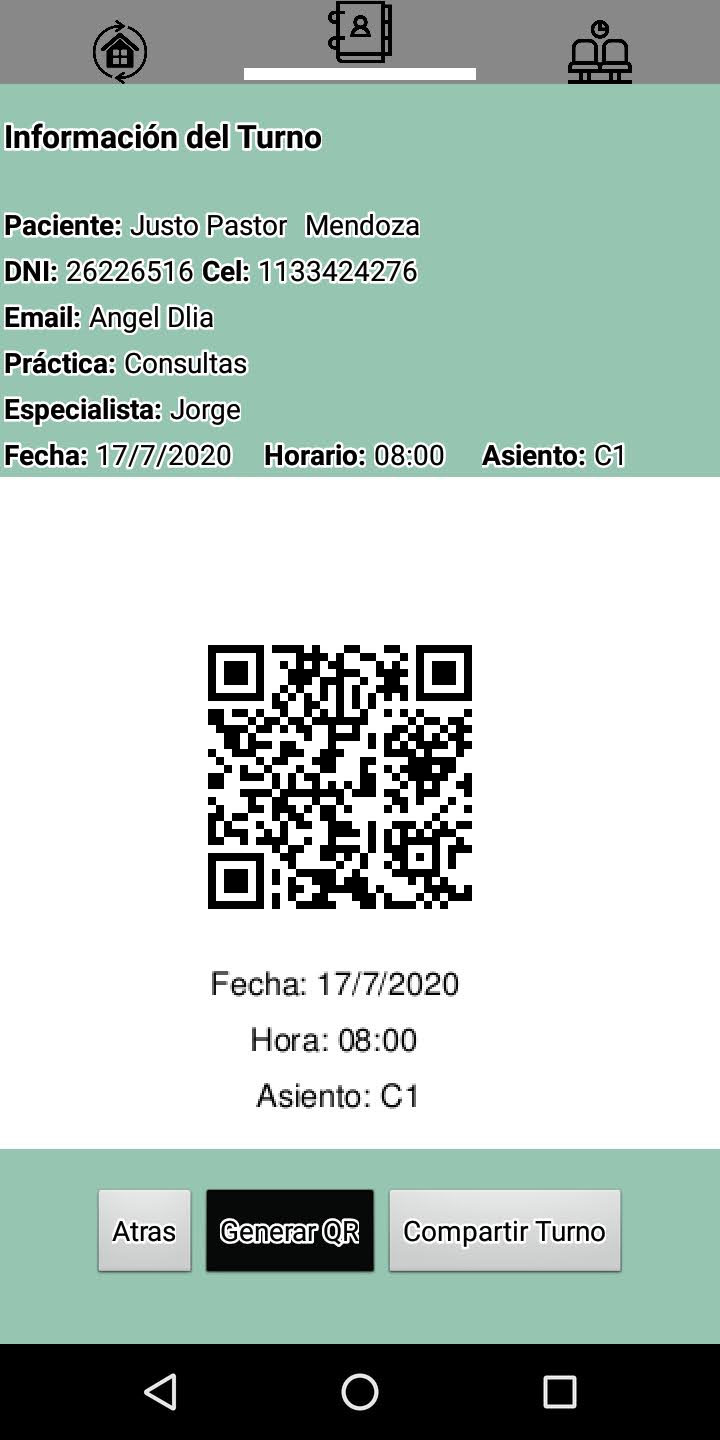 Información del Turno
Paciente: Justo Pastor Mendoza
DNI: 26226516 Cel: 1133424276
Email: Angel Dlia
Práctica: Consultas
Especialista: Jorge
Fecha: 17/7/2020 Horario: 08:00 Asiento: C1
Fecha: 17/7/2020
Hora: 08:00
Asiento: C1
Atras Generar QR Compartir Turno